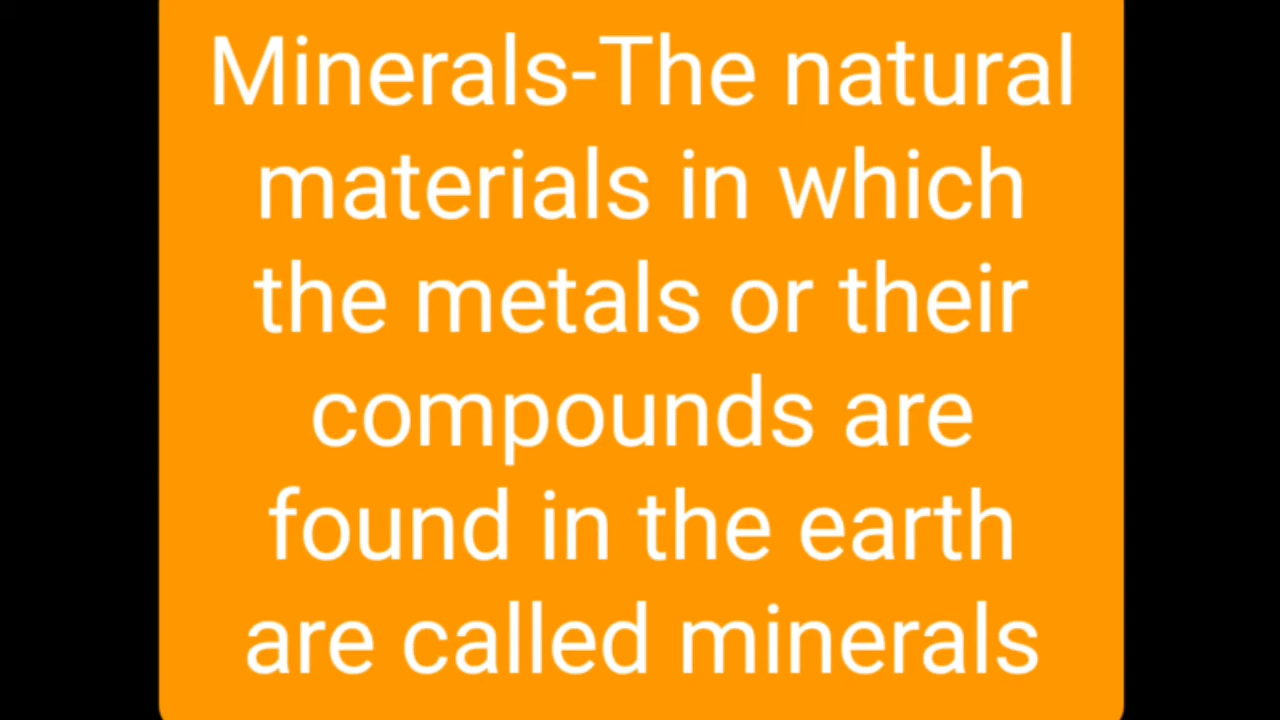 Minerals-The natural
materials in which
the metals or their
compounds are
found in the earth
are called minerals